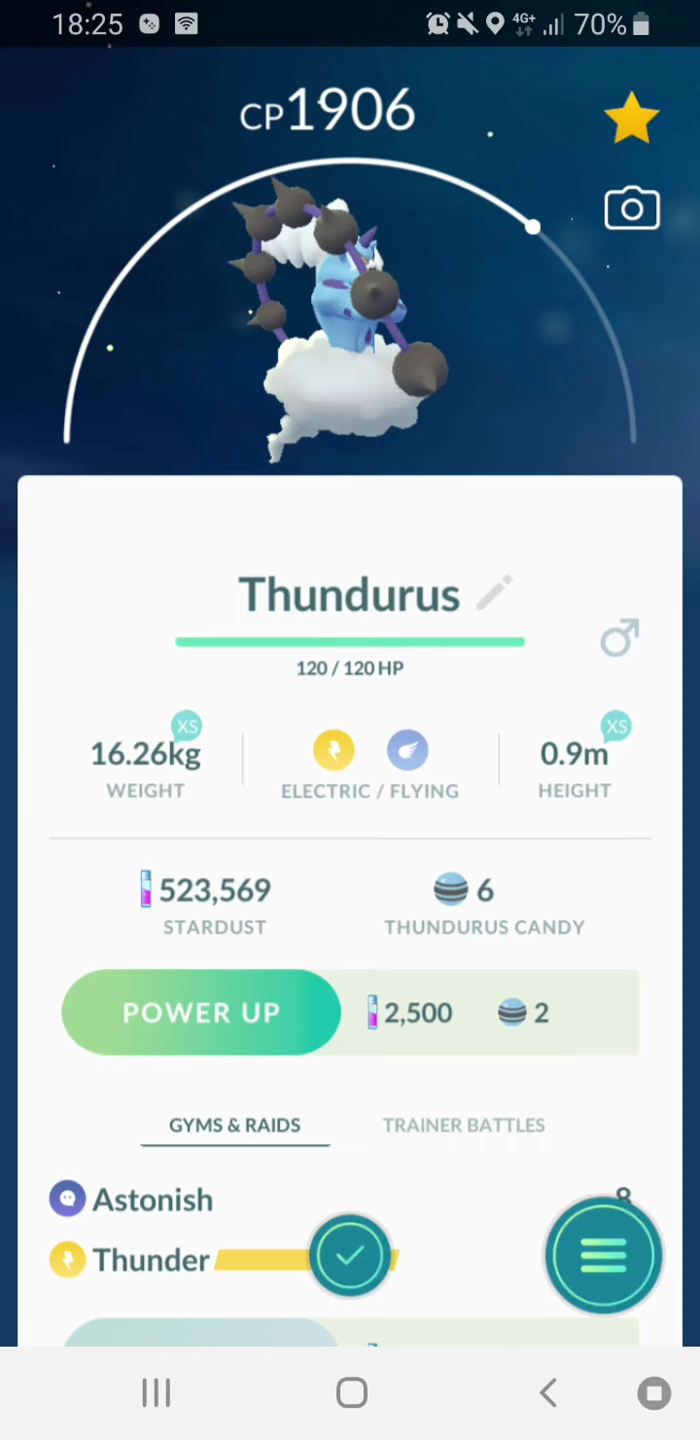 18:25 4G+ 70%
CP1906
Thundurus
120 / 120 HP
XS XS
16.26kg 0.9m
WEIGHT ELECTRIC / FLYING HEIGHT
523,569 6
STARDUST THUNDURUS CANDY
POWER UP 2,500 2
GYMS & RAIDS TRAINER BATTLES
Astonish 8
Thunder